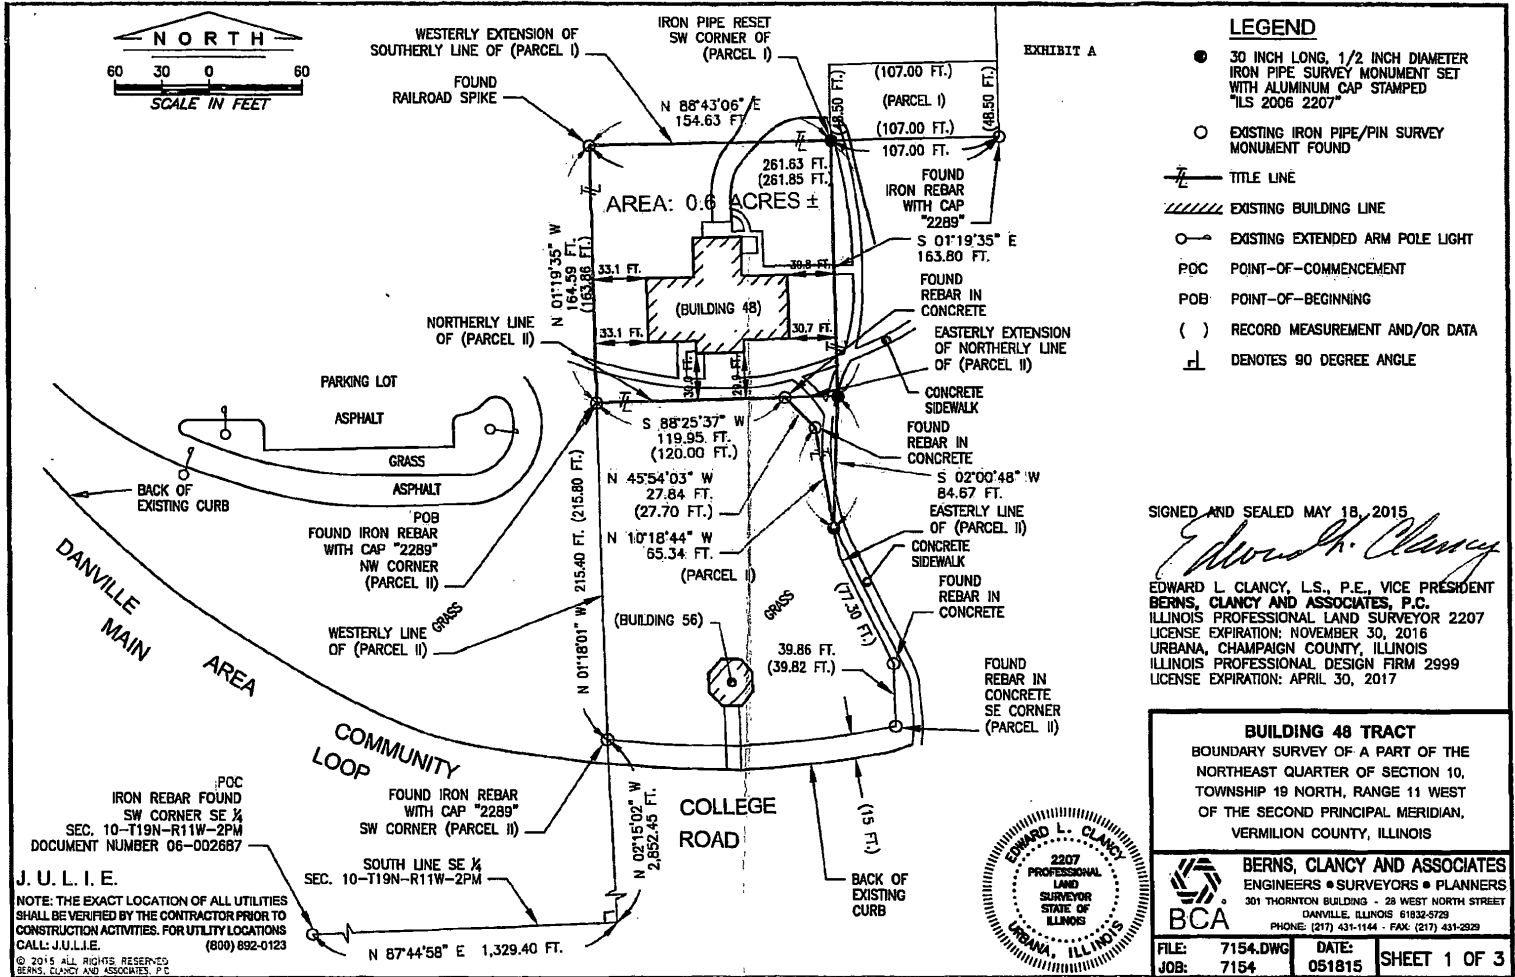 NORTH
60 30 0 60
SCALE IN FEET
WESTERLY EXTENSION OF
SOUTHERLY LINE OF (PARCEL I)
FOUND
RAILROAD SPIKE
IRON PIPE RESET
SW CORNER OF
(PARCEL I)
EXHIBIT A
N 88°43'06" E
154.63 FT.
(48.50 FT.)
(107.00 FT.)
(PARCEL I)
(107.00 FT.)
107.00 FT.
(48.50 FT.)
261.63 FT.
(261.85 FT.)
AREA: 0.6 ACRES ±
FOUND
IRON REBAR
WITH CAP
"2289"
S 01°19'35" E
163.80 FT.
N 01°19'35" W
164.59 FT.
(163.86 FT.)
33.1 FT.
30.8 FT.
(BUILDING 48)
33.1 FT.
30.7 FT.
FOUND
REBAR IN
CONCRETE
EASTERLY EXTENSION
OF NORTHERLY LINE
OF (PARCEL II)
NORTHERLY LINE
OF (PARCEL II)
CONCRETE
SIDEWALK
PARKING LOT
ASPHALT
GRASS
ASPHALT
BACK OF
EXISTING CURB
S 88°25'37" W
119.95 FT.
(120.00 FT.)
FOUND
REBAR IN
CONCRETE
N 45°54'03" W
27.84 FT.
(27.70 FT.)
S 02°00'48" W
84.67 FT.
N 10°18'44" W
65.34 FT.
EASTERLY LINE
OF (PARCEL II)
CONCRETE
SIDEWALK
POB
FOUND IRON REBAR
WITH CAP "2289"
NW CORNER
(PARCEL II)
N 01°18'01" W 215.40 FT. (215.80 FT.)
(PARCEL II)
FOUND
REBAR IN
CONCRETE
(77.30 FT.)
GRASS
GRASS
WESTERLY LINE
OF (PARCEL II)
(BUILDING 56)
39.86 FT.
(39.82 FT.)
FOUND
REBAR IN
CONCRETE
SE CORNER
(PARCEL II)
DANVILLE
MAIN
AREA
COMMUNITY
LOOP
COLLEGE
ROAD
POC
IRON REBAR FOUND
SW CORNER SE ¼
SEC. 10-T19N-R11W-2PM
DOCUMENT NUMBER 06-002687
FOUND IRON REBAR
WITH CAP "2289"
SW CORNER (PARCEL II)
N 02°15'02" W
2,852.45 FT.
(15 FT.)
BACK OF
EXISTING
CURB
SOUTH LINE SE ¼
SEC. 10-T19N-R11W-2PM
N 87°44'58" E 1,329.40 FT.
J.U.L.I.E.
NOTE: THE EXACT LOCATION OF ALL UTILITIES
SHALL BE VERIFIED BY THE CONTRACTOR PRIOR TO
CONSTRUCTION ACTIVITIES. FOR UTILITY LOCATIONS
CALL: J.U.L.I.E. (800) 892-0123
© 2015 ALL RIGHTS RESERVED
BERNS, CLANCY AND ASSOCIATES, P.C.
LEGEND
30 INCH LONG, 1/2 INCH DIAMETER
IRON PIPE SURVEY MONUMENT SET
WITH ALUMINUM CAP STAMPED
"ILS 2006 2207"
EXISTING IRON PIPE/PIN SURVEY
MONUMENT FOUND
TITLE LINE
EXISTING BUILDING LINE
EXISTING EXTENDED ARM POLE LIGHT
POC POINT-OF-COMMENCEMENT
POB POINT-OF-BEGINNING
( ) RECORD MEASUREMENT AND/OR DATA
DENOTES 90 DEGREE ANGLE
SIGNED AND SEALED MAY 18, 2015
Edward L. Clancy
EDWARD L. CLANCY, L.S., P.E., VICE PRESIDENT
BERNS, CLANCY AND ASSOCIATES, P.C.
ILLINOIS PROFESSIONAL LAND SURVEYOR 2207
LICENSE EXPIRATION: NOVEMBER 30, 2016
URBANA, CHAMPAIGN COUNTY, ILLINOIS
ILLINOIS PROFESSIONAL DESIGN FIRM 2999
LICENSE EXPIRATION: APRIL 30, 2017
EDWARD L. CLANCY
2207
PROFESSIONAL
LAND
SURVEYOR
STATE OF
ILLINOIS
URBANA, ILLINOIS
BUILDING 48 TRACT
BOUNDARY SURVEY OF A PART OF THE
NORTHEAST QUARTER OF SECTION 10,
TOWNSHIP 19 NORTH, RANGE 11 WEST
OF THE SECOND PRINCIPAL MERIDIAN,
VERMILION COUNTY, ILLINOIS
BCA
BERNS, CLANCY AND ASSOCIATES
ENGINEERS • SURVEYORS • PLANNERS
301 THORNTON BUILDING - 28 WEST NORTH STREET
DANVILLE, ILLINOIS 61832-5729
PHONE: (217) 431-1144 - FAX: (217) 431-2929
FILE: 7154.DWG
JOB: 7154
DATE:
051815
SHEET 1 OF 3